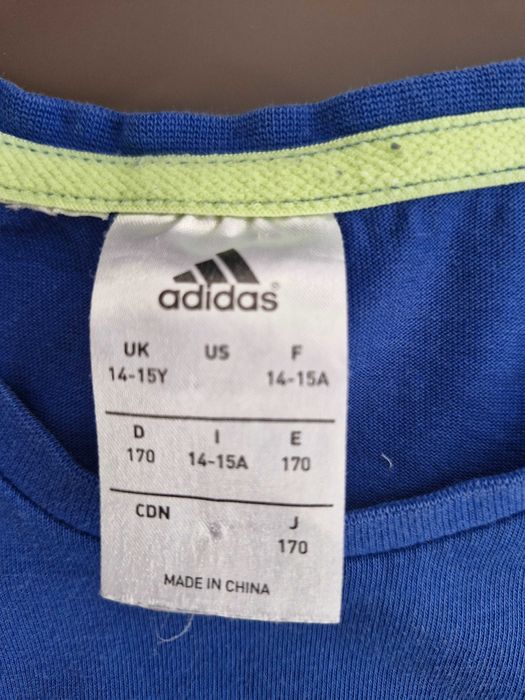 adidas
UK US F
14-15Y 14-15A
D I E
170 14-15A 170
CDN J
170
MADE IN CHINA